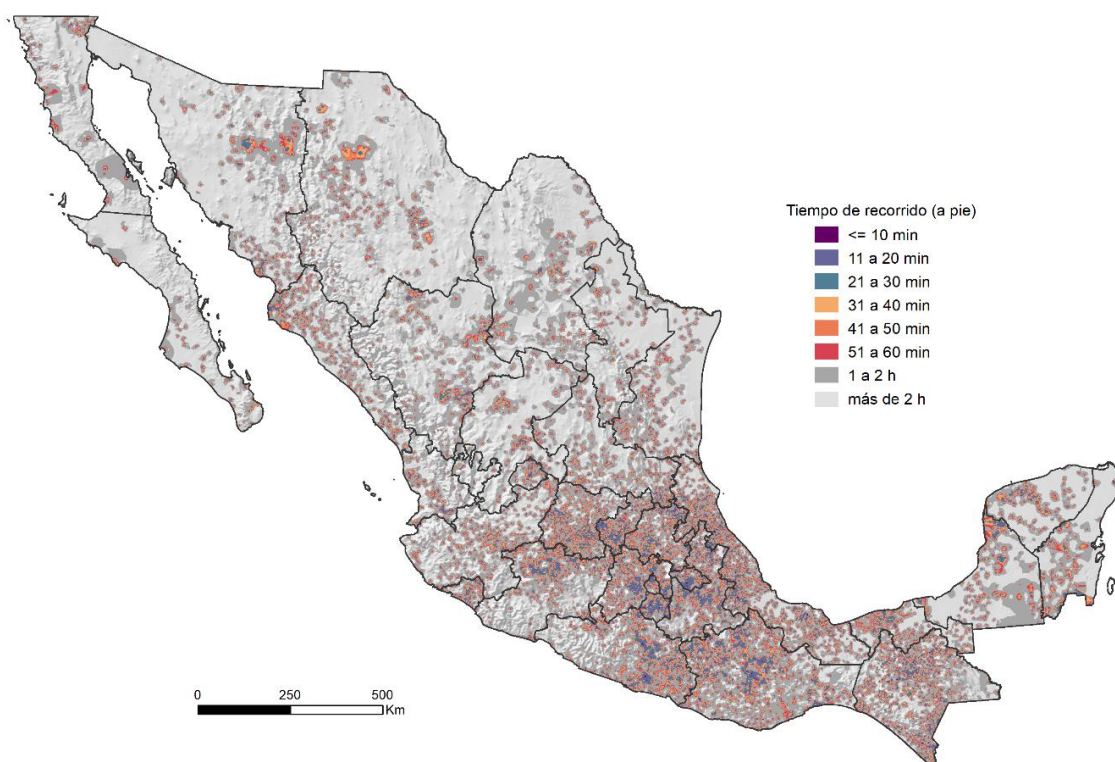 Tiempo de recorrido (a pie)
<= 10 min
11 a 20 min
21 a 30 min
31 a 40 min
41 a 50 min
51 a 60 min
1 a 2 h
más de 2 h
0 250 500
Km